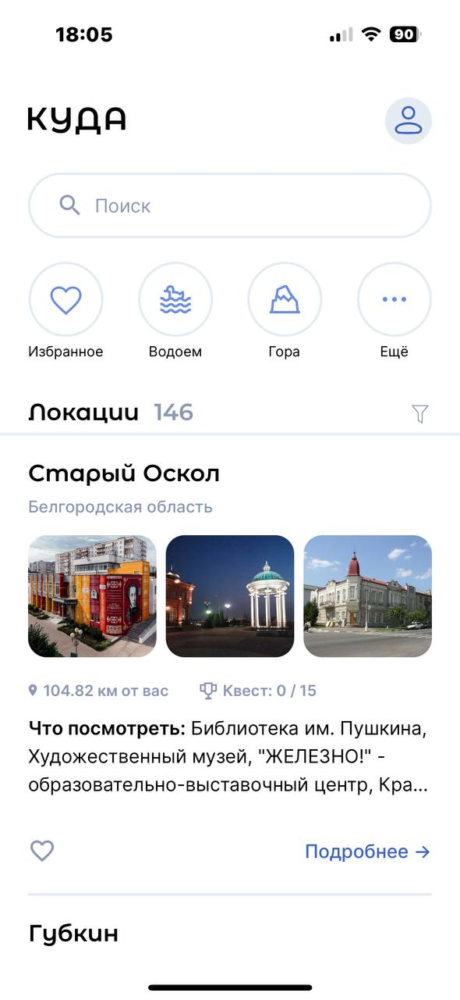 18:05
90
КУДА
Поиск
Избранное
Водоем
Гора
Ещё
Локации 146
Старый Оскол
Белгородская область
104.82 км от вас
Квест: 0 / 15
Что посмотреть: Библиотека им. Пушкина,
Художественный музей, "ЖЕЛЕЗНО!" -
образовательно-выставочный центр, Кра...
Подробнее →
Губкин